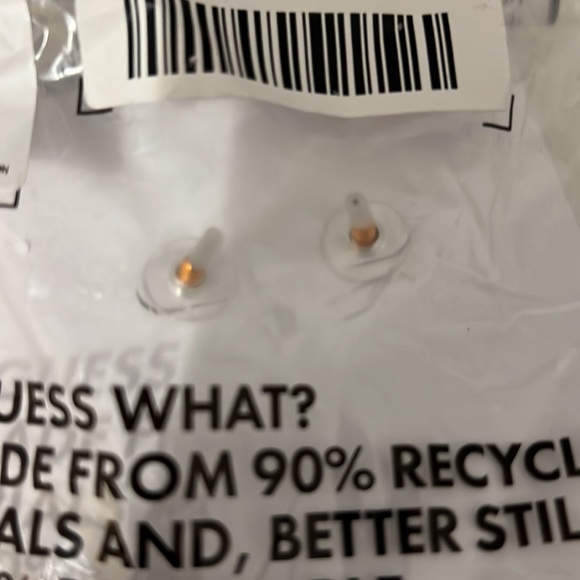 UESS WHAT?
DE FROM 90% RECYCL
ALS AND, BETTER STIL